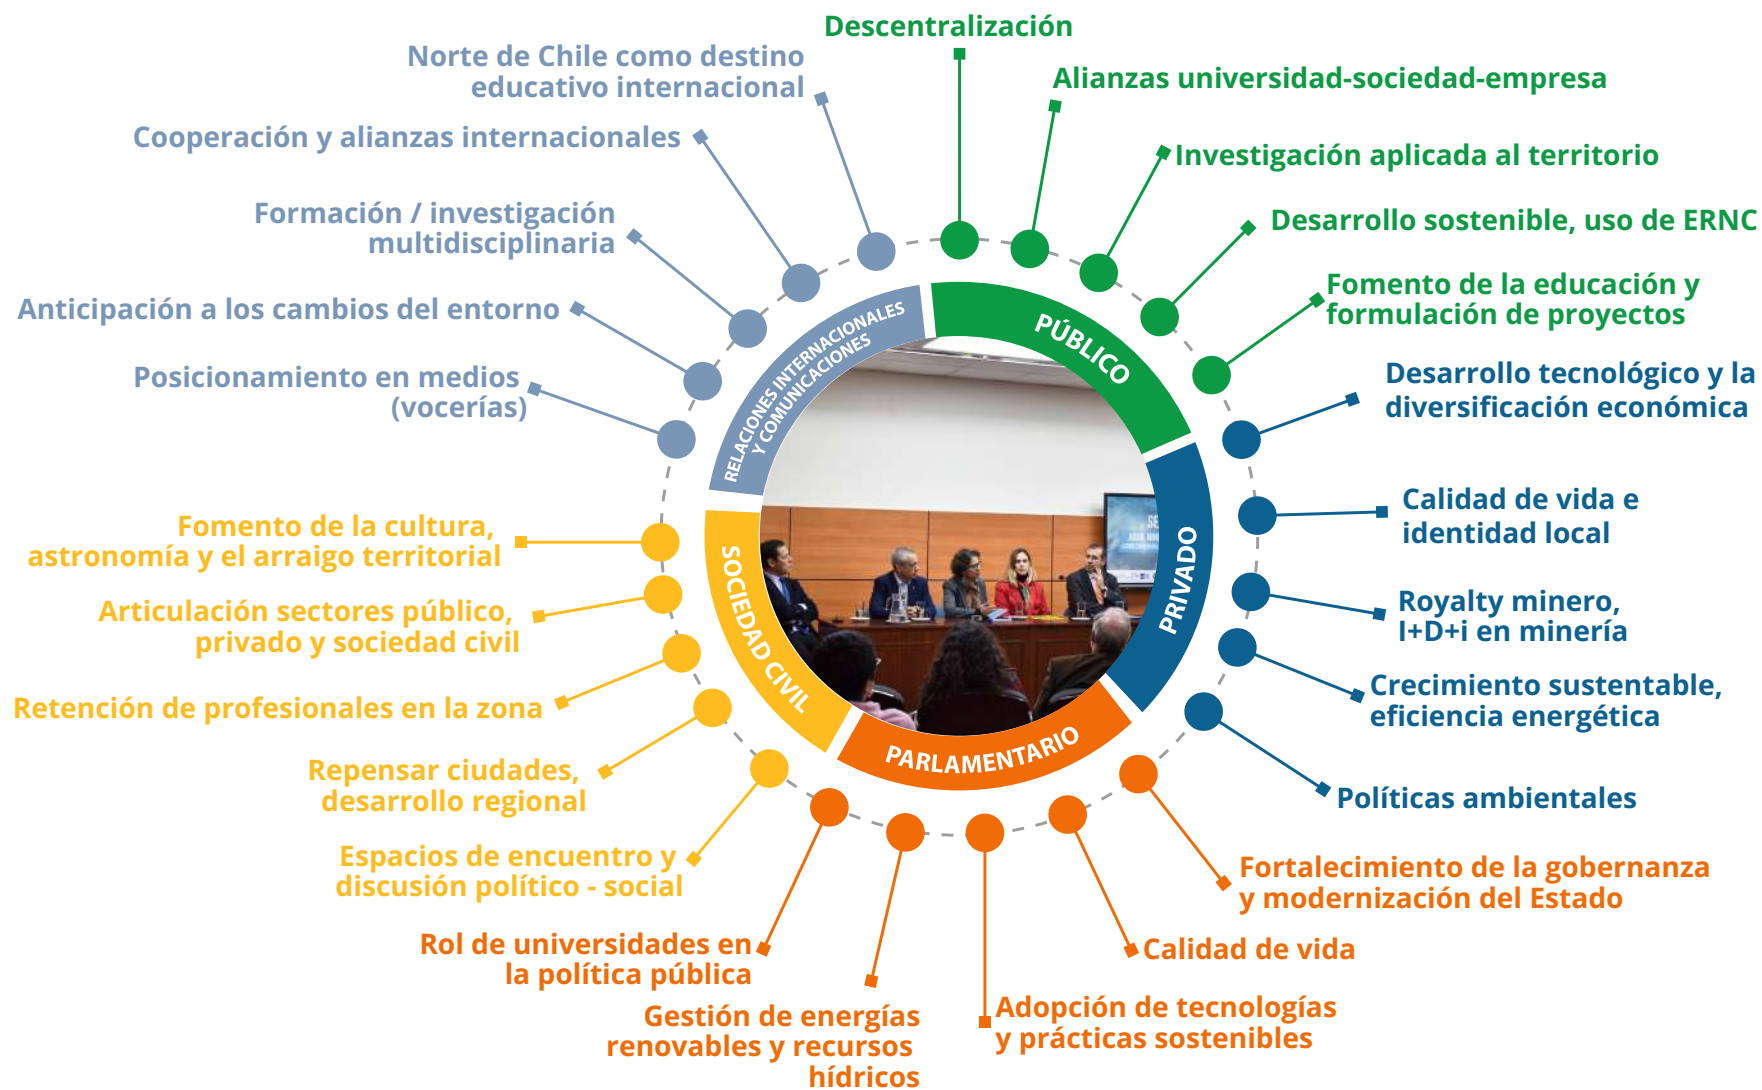 Descentralización
Alianzas universidad-sociedad-empresa
Investigación aplicada al territorio
Desarrollo sostenible, uso de ERNC
Fomento de la educación y
formulación de proyectos
Desarrollo tecnológico y la
diversificación económica
Calidad de vida e
identidad local
Royalty minero,
I+D+i en minería
Crecimiento sustentable,
eficiencia energética
Políticas ambientales
Fortalecimiento de la gobernanza
y modernización del Estado
Calidad de vida
Adopción de tecnologías
y prácticas sostenibles
Gestión de energías
renovables y recursos
hídricos
Rol de universidades en
la política pública
Espacios de encuentro y
discusión político - social
Repensar ciudades,
desarrollo regional
Retención de profesionales en la zona
Articulación sectores público,
privado y sociedad civil
Fomento de la cultura,
astronomía y el arraigo territorial
Posicionamiento en medios
(vocerías)
Anticipación a los cambios del entorno
Formación / investigación
multidisciplinaria
Cooperación y alianzas internacionales
Norte de Chile como destino
educativo internacional
PÚBLICO
PRIVADO
PARLAMENTARIO
SOCIEDAD CIVIL
RELACIONES INTERNACIONALES
Y COMUNICACIONES